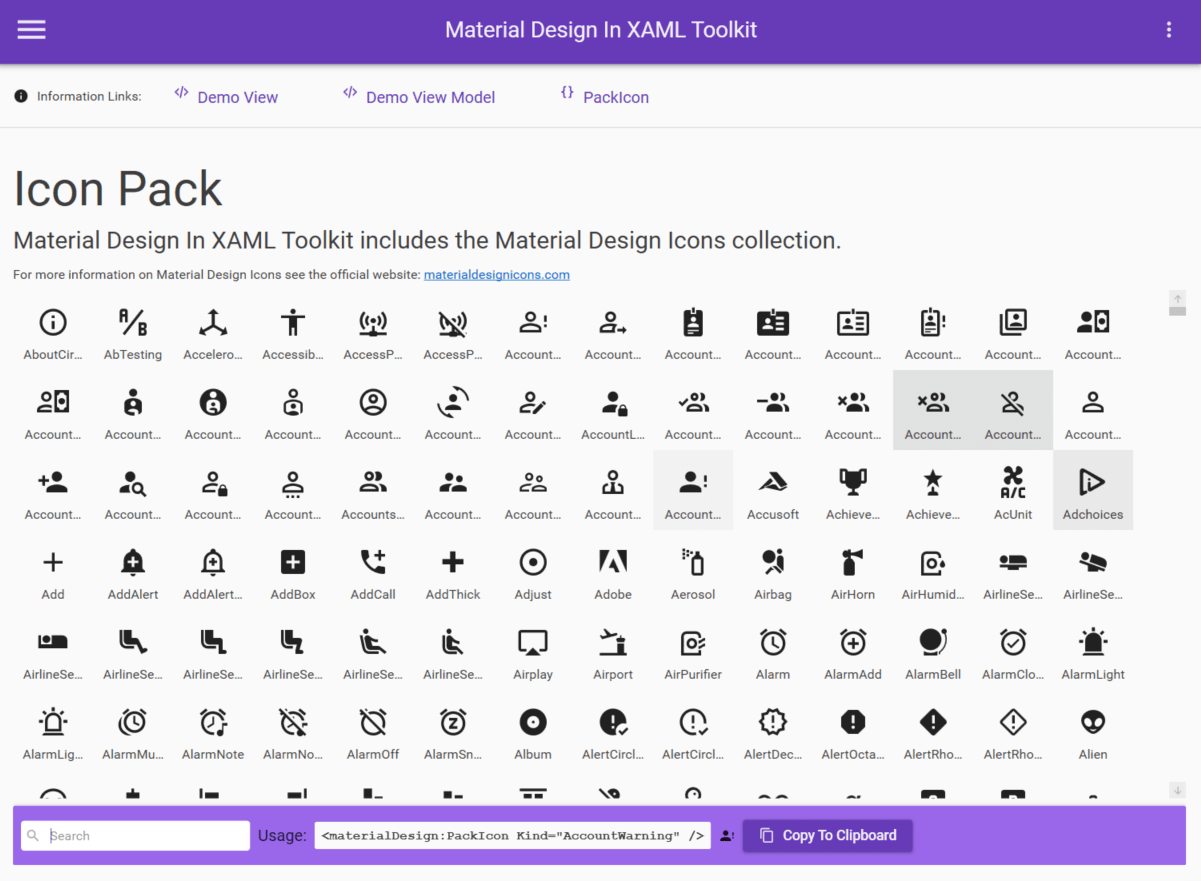 Material Design In XAML Toolkit
Information Links: Demo View Demo View Model PackIcon
Icon Pack
Material Design In XAML Toolkit includes the Material Design Icons collection.
For more information on Material Design Icons see the official website: materialdesignicons.com
AboutCir... AbTesting Accelero... Accessib... AccessP... AccessP... Account... Account... Account... Account... Account... Account... Account... Account...
Account... Account... Account... Account... Account... Account... Account... AccountL... Account... Account... Account... Account... Account... Account...
Account... Account... Account... Account... Accounts... Account... Account... Account... Account... Accusoft Achieve... Achieve... AcUnit Adchoices
Add AddAlert AddAlert... AddBox AddCall AddThick Adjust Adobe Aerosol Airbag AirHorn AirHumid... AirlineSe... AirlineSe...
AirlineSe... AirlineSe... AirlineSe... AirlineSe... AirlineSe... AirlineSe... Airplay Airport AirPurifier Alarm AlarmAdd AlarmBell AlarmClo... AlarmLight
AlarmLig... AlarmMu... AlarmNote AlarmNo... AlarmOff AlarmSn... Album AlertCircl... AlertCircl... AlertDec... AlertOcta... AlertRho... AlertRho... Alien
Search Usage: <materialDesign:PackIcon Kind="AccountWarning" /> Copy To Clipboard